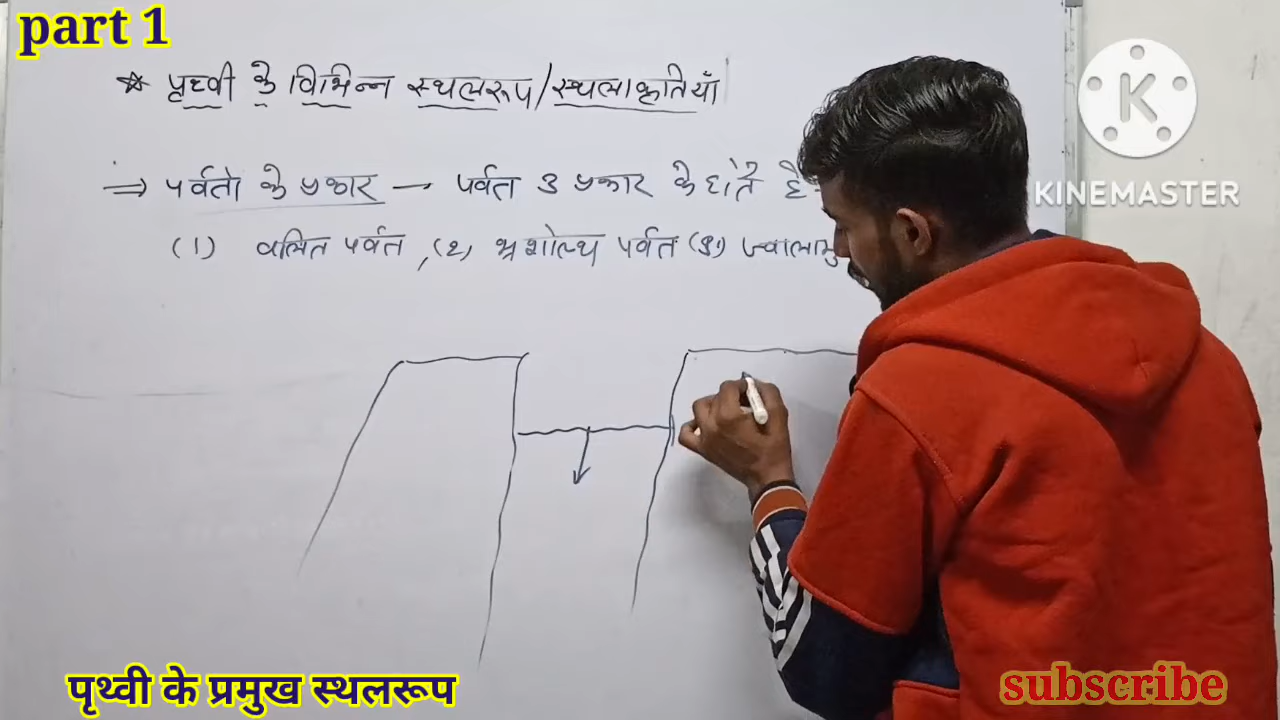 part 1
★ पृथ्वी के विभिन्न स्थलरूप/स्थलाकृतियाँ
K
⇒ पर्वतो के प्रकार — पर्वत 3 प्रकार के होते है-
KINEMASTER
(1) वलित पर्वत, (2) भ्रशोत्थ पर्वत (3) ज्वालामु
पृथ्वी के प्रमुख स्थलरूप
subscribe